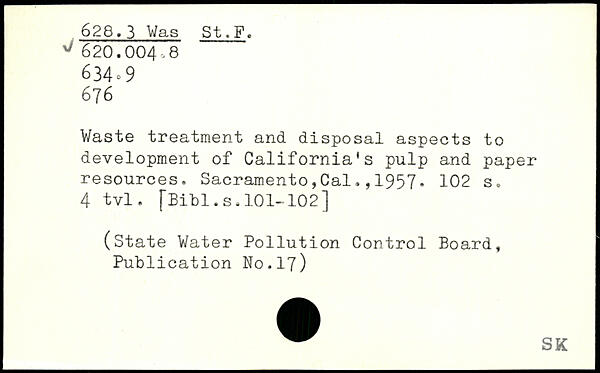 628.3 Was St.F.
✓620.004.8
634.9
676
Waste treatment and disposal aspects to
development of California's pulp and paper
resources. Sacramento,Cal.,1957. 102 s.
4 tvl. [Bibl.s.101-102]
(State Water Pollution Control Board,
Publication No.17)
SK